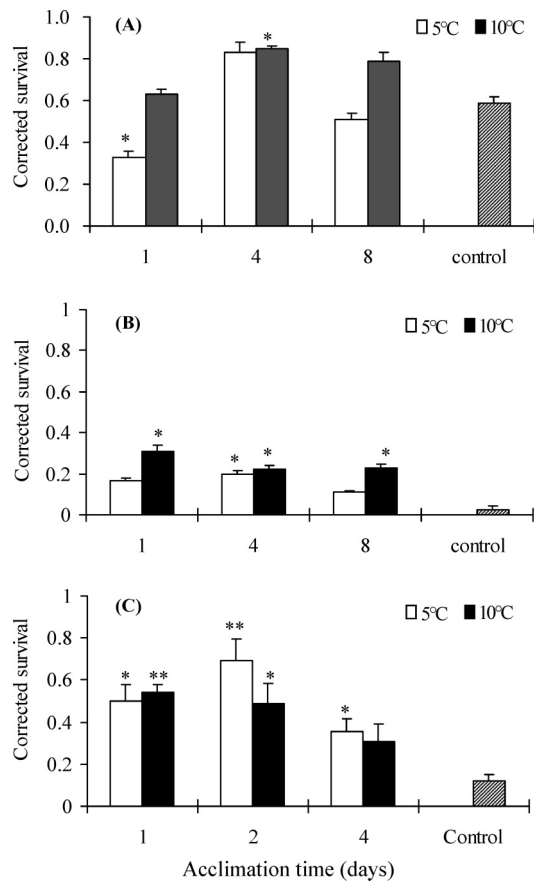 (A) 5°C 10°C
1.0
0.8
0.6
0.4
0.2
0.0
Corrected survival
*
*
1 4 8 control
(B) 5°C 10°C
1
0.8
0.6
0.4
0.2
0
Corrected survival
*
* *
*
1 4 8 control
(C) 5°C 10°C
1
0.8
0.6
0.4
0.2
0
Corrected survival
* **
** *
*
1 2 4 Control
Acclimation time (days)